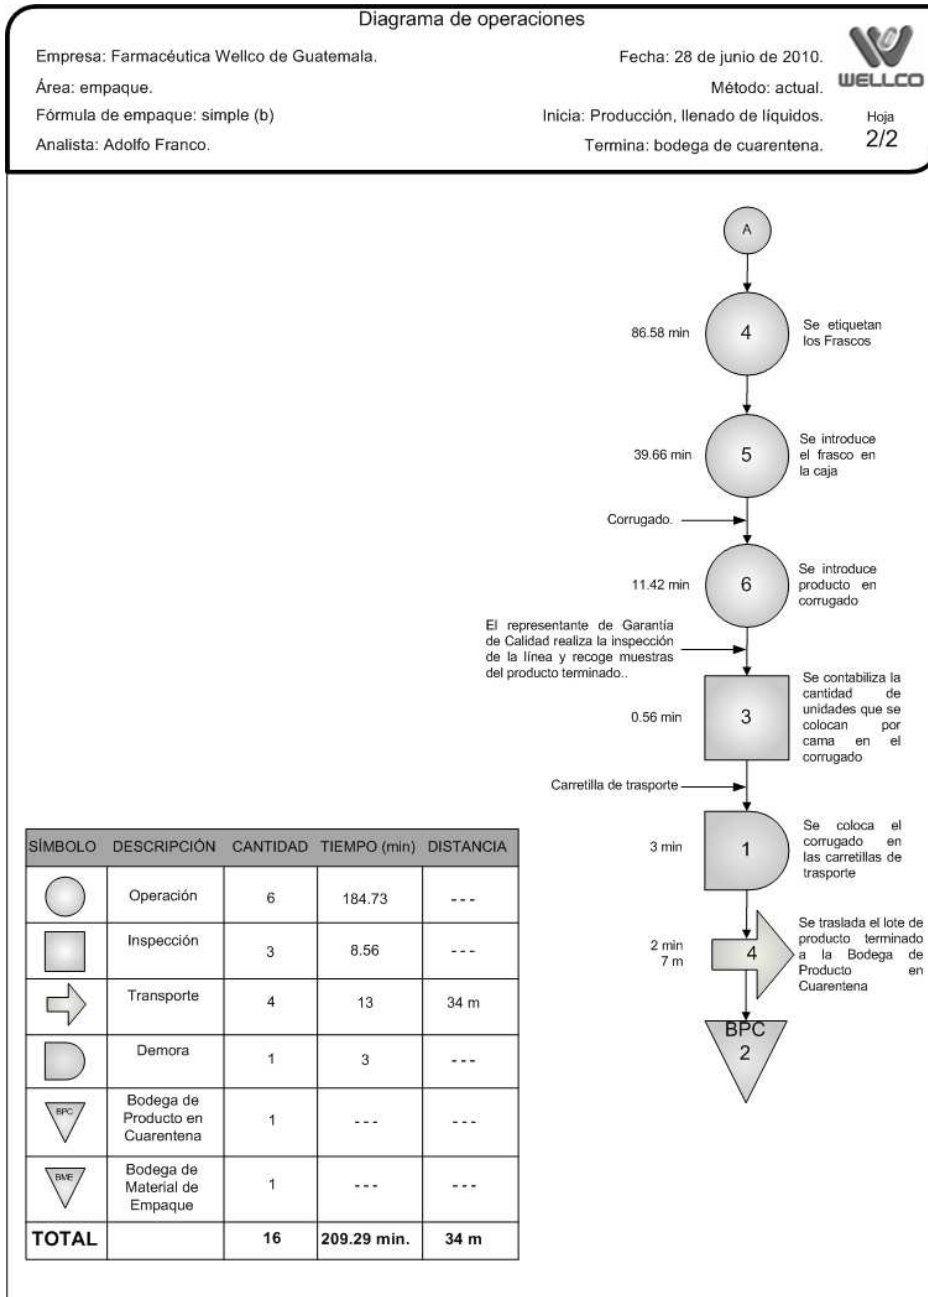 Diagrama de operaciones
Empresa: Farmacéutica Wellco de Guatemala.
Fecha: 28 de junio de 2010.
Área: empaque.
Método: actual.
Fórmula de empaque: simple (b)
Inicia: Producción, llenado de líquidos.
Analista: Adolfo Franco.
Termina: bodega de cuarentena.
WELLCO
Hoja
2/2
A
86.58 min
4
Se etiquetan
los Frascos
39.66 min
5
Se introduce
el frasco en
la caja
Corrugado.
11.42 min
6
Se introduce
producto en
corrugado
El representante de Garantía
de Calidad realiza la inspección
de la línea y recoge muestras
del producto terminado..
0.56 min
3
Se contabiliza la
cantidad de
unidades que se
colocan por
cama en el
corrugado
Carretilla de trasporte
3 min
1
Se coloca el
corrugado en
las carretillas de
trasporte
2 min
7 m
4
Se traslada el lote de
producto terminado
a la Bodega de
Producto en
Cuarentena
BPC
2
SÍMBOLO DESCRIPCIÓN CANTIDAD TIEMPO (min) DISTANCIA
Operación 6 184.73 ---
Inspección 3 8.56 ---
Transporte 4 13 34 m
Demora 1 3 ---
BPC
Bodega de
Producto en
Cuarentena
1 --- ---
BME
Bodega de
Material de
Empaque
1 --- ---
TOTAL 16 209.29 min. 34 m